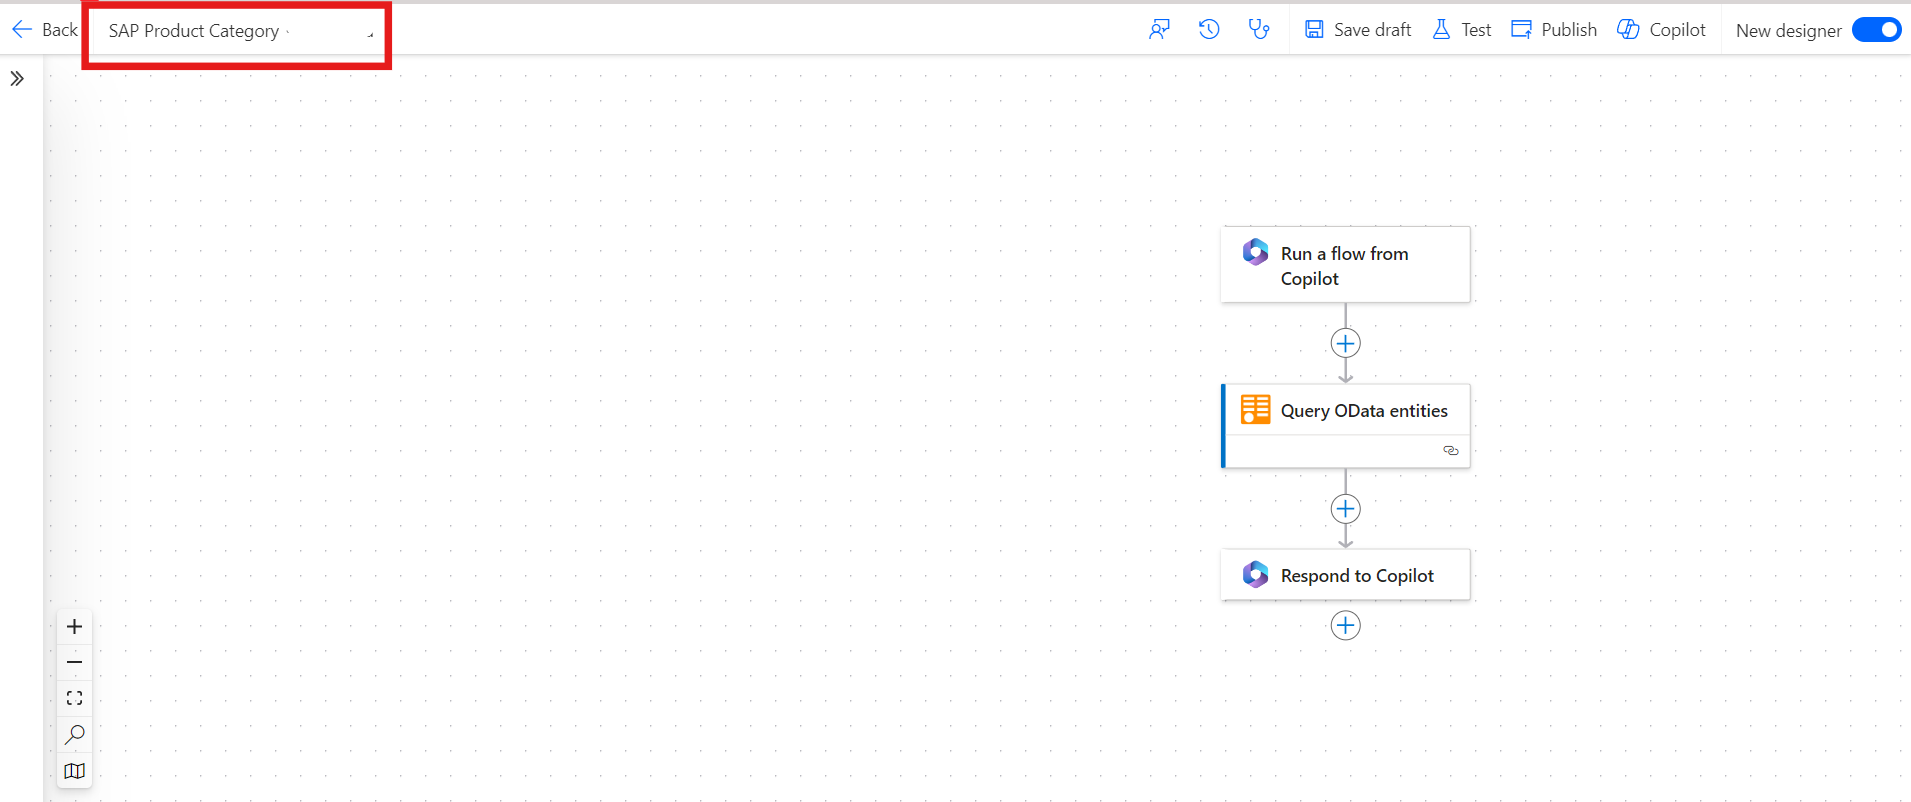 Back
SAP Product Category
Save draft
Test
Publish
Copilot
New designer
Run a flow from
Copilot
Query OData entities
Respond to Copilot